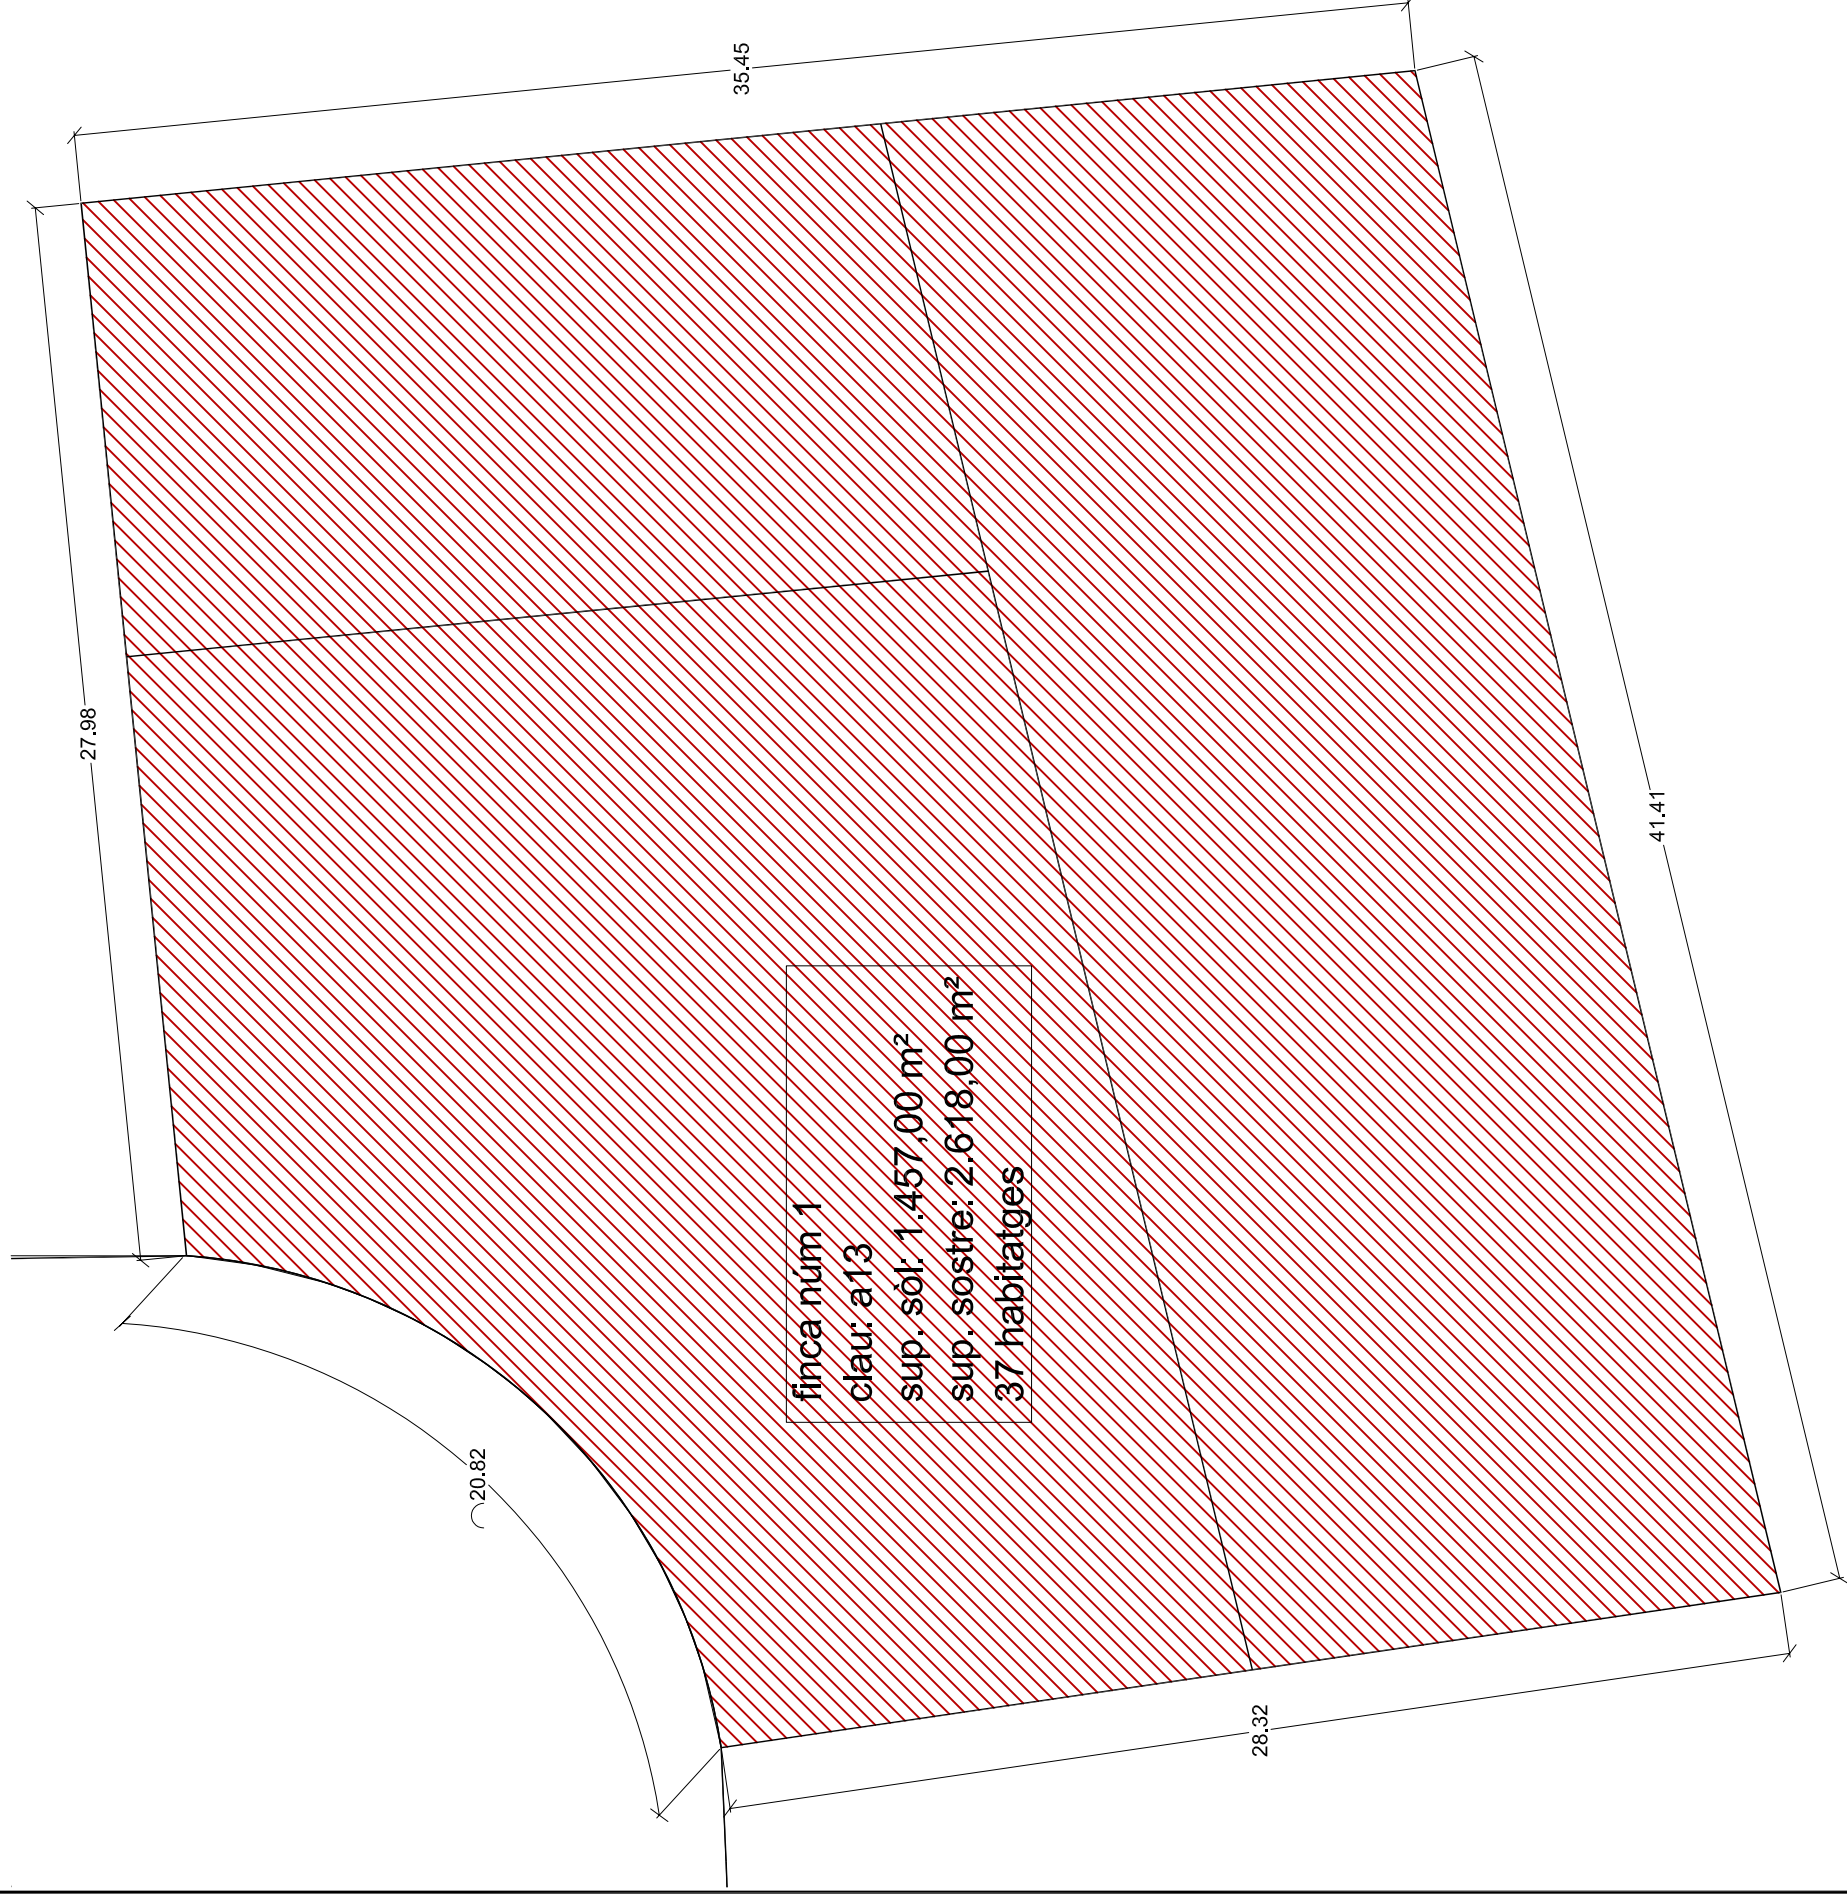 35.45
27.98
41.41
finca núm 1
clau: a13
sup. sòl: 1.457,00 m²
sup. sostre: 2.618,00 m²
37 habitatges
20.82
28.32